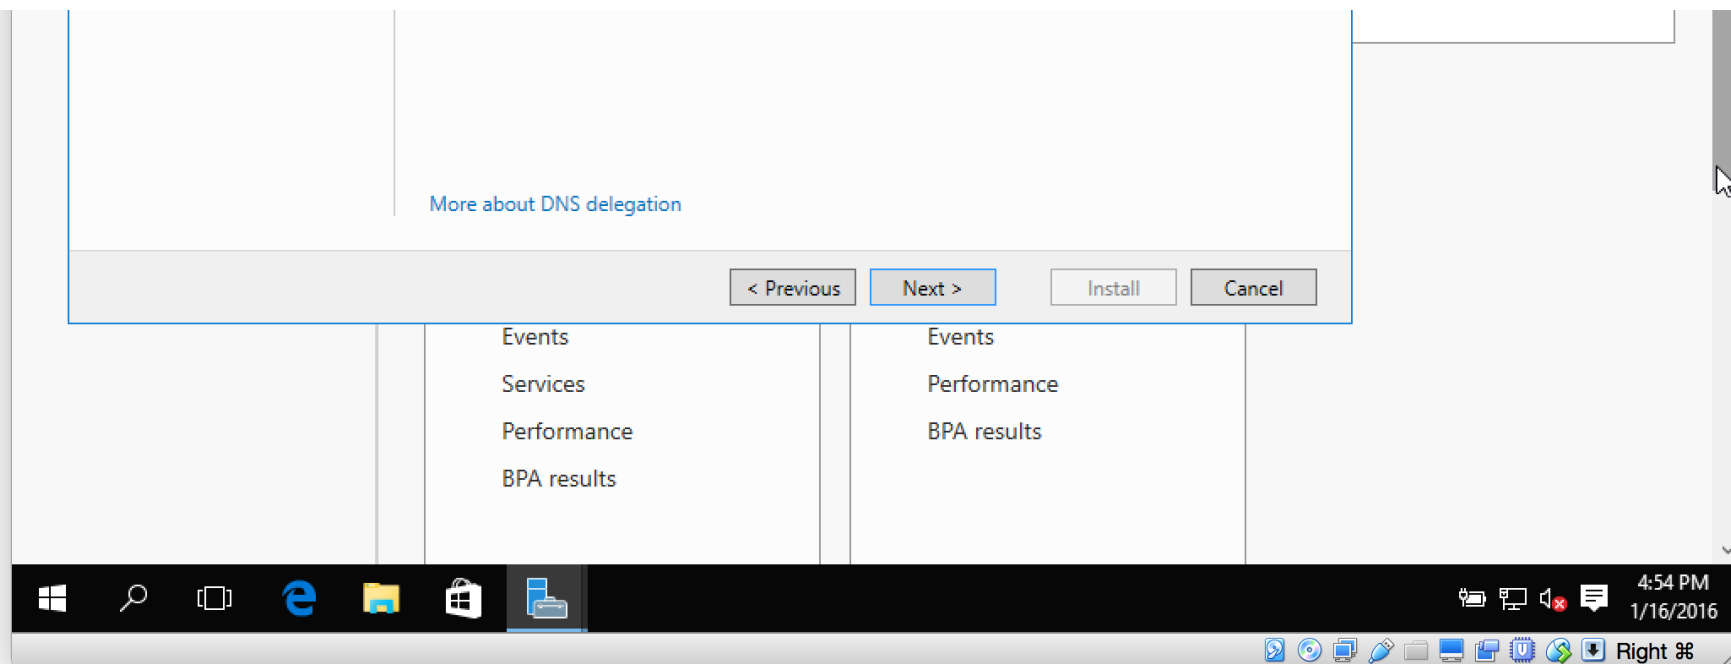 More about DNS delegation
< Previous Next > Install Cancel
Events
Services
Performance
BPA results
Events
Performance
BPA results
4:54 PM
1/16/2016
Right ⌘